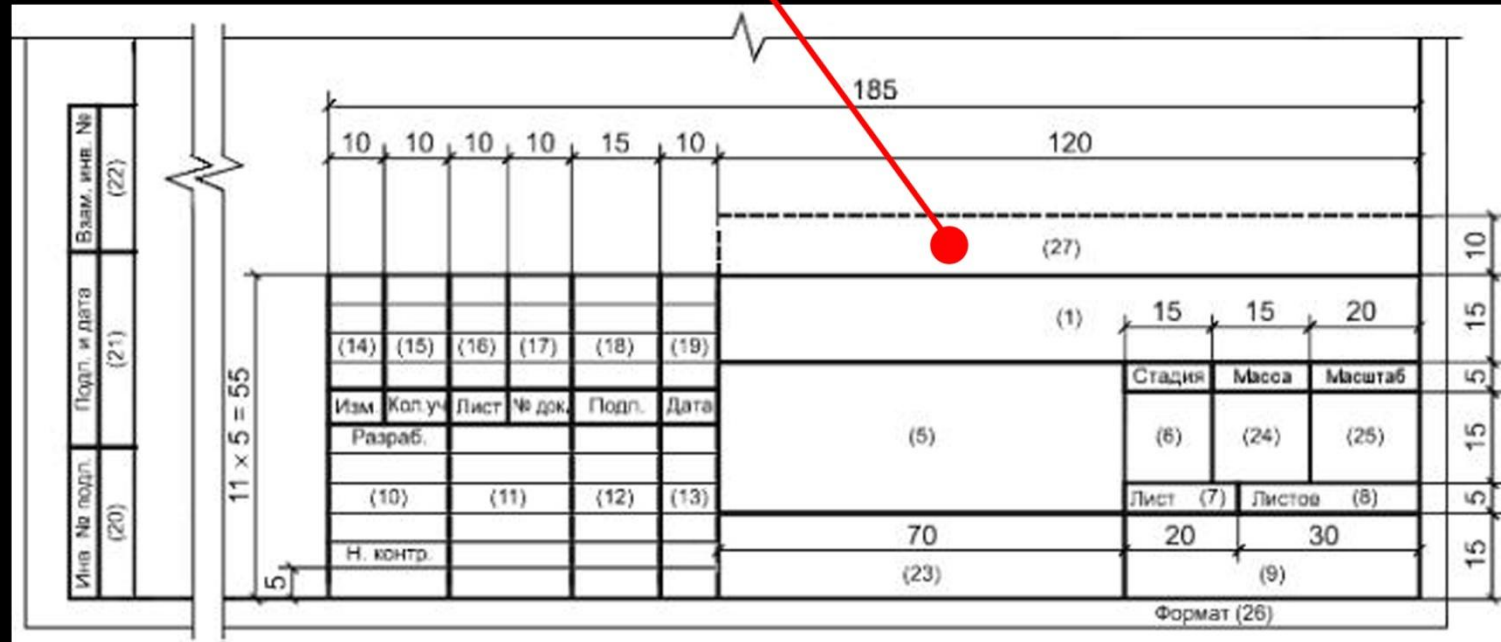 185
10 10 10 10 15 10 120
Взам. инв. №
(22)
(27)
10
Подп. и дата
(21)
(1)
15 15 20
15
(14) (15) (16) (17) (18) (19)
Стадия Масса Масштаб
5
Изм. Кол.уч Лист № док. Подп. Дата
11 × 5 = 55
Разраб.
(5)
(6) (24) (25)
15
Инв № подл.
(20)
(10) (11) (12) (13)
Лист (7) Листов (8)
5
Н. контр.
70 20 30
15
5
(23) (9)
Формат (26)